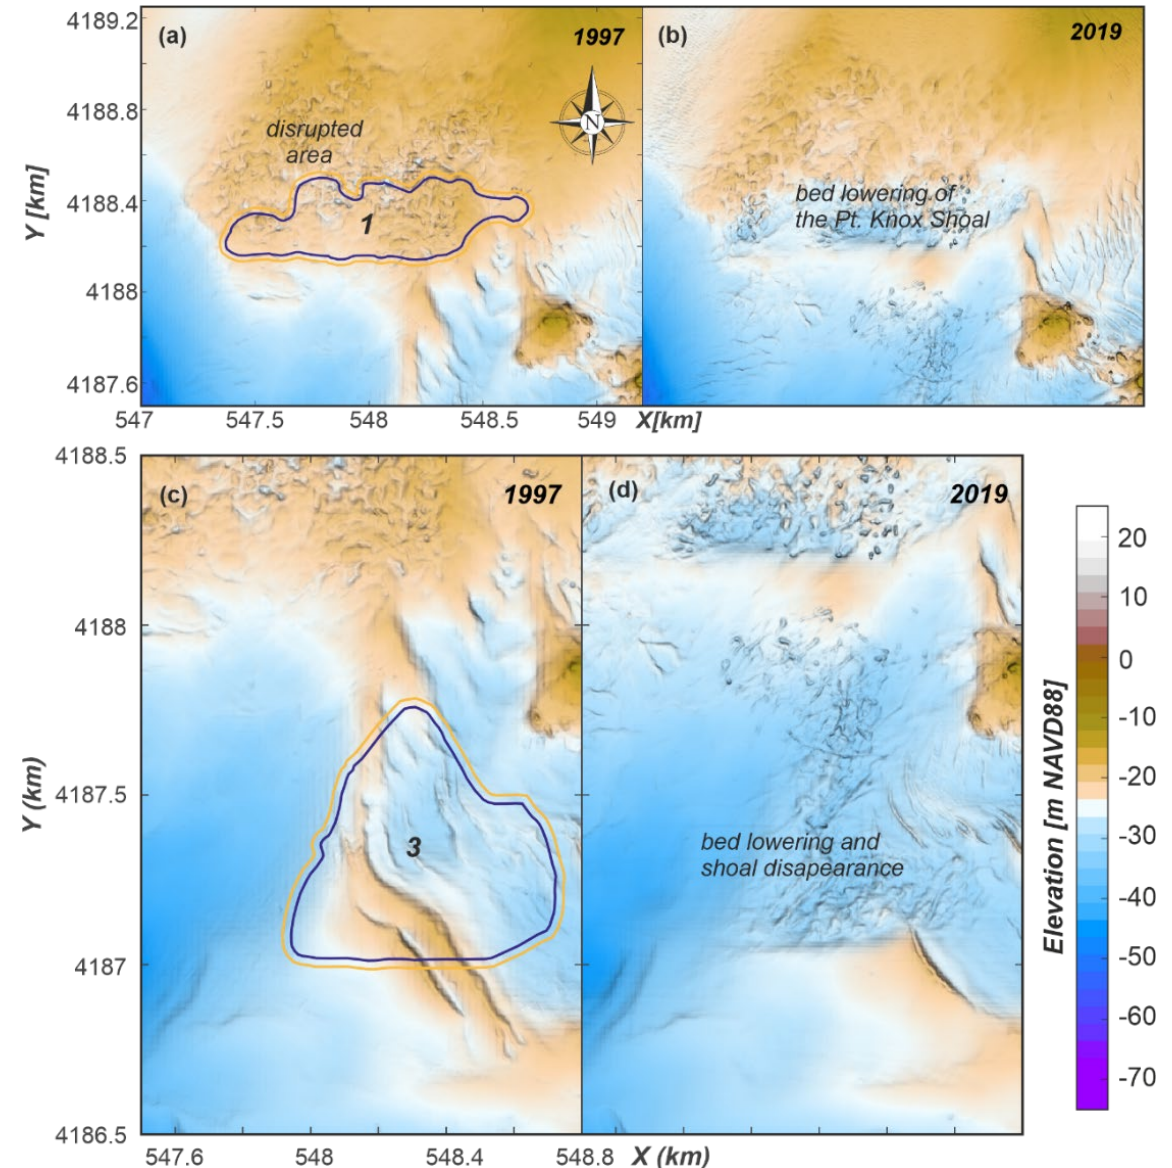 (a)
1997
(b)
2019
4189.2
4188.8
4188.4
4188
4187.6
Y [km]
disrupted
area
1
N
bed lowering of
the Pt. Knox Shoal
547
547.5
548
548.5
549
X[km]
(c)
1997
(d)
2019
4188.5
4188
4187.5
4187
4186.5
Y (km)
3
bed lowering and
shoal disapearance
547.6
548
548.4
548.8
X (km)
Elevation [m NAVD88]
20
10
0
-10
-20
-30
-40
-50
-60
-70